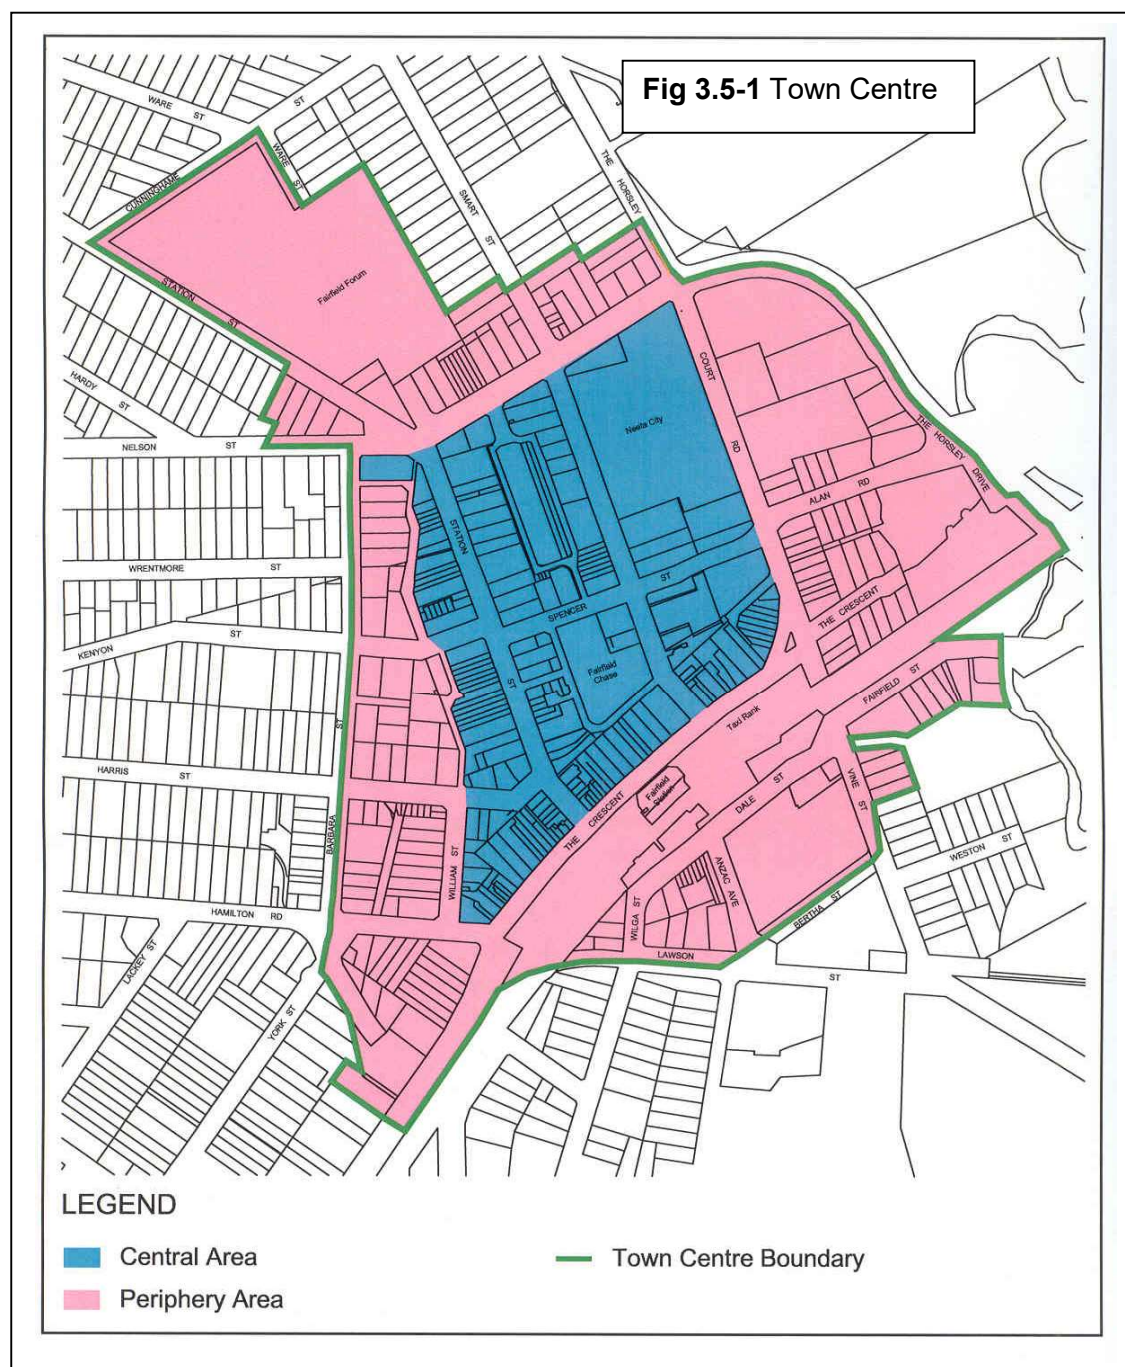 Fig 3.5-1 Town Centre
WARE ST
ST
WARE ST
CUNNINGHAME
SMART ST
THE HORSLEY
Fairfield Forum
STATION ST
HARDY ST
NELSON ST
COURT RD
Neeta City
THE HORSLEY DRIVE
ALAN RD
STATION ST
WRENTMORE ST
SPENCER ST
THE CRESCENT
KENYON ST
Fairfield
Chase
FAIRFIELD ST
Taxi Rank
HARRIS ST
ST
BARBARA
Fairfield
Station
DALE ST
VINE ST
THE CRESCENT
WESTON ST
WILLIAM ST
ANZAC AVE
WILGA ST
BERTHA ST
HAMILTON RD
LACKEY ST
LAWSON
ST
YORK ST
LEGEND
Central Area
Town Centre Boundary
Periphery Area